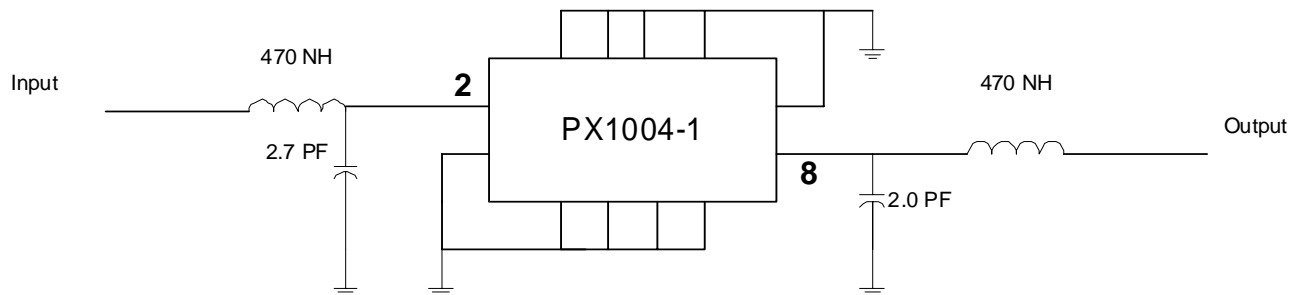 470 NH
Input
2
470 NH
PX1004-1
Output
2.7 PF
8
2.0 PF